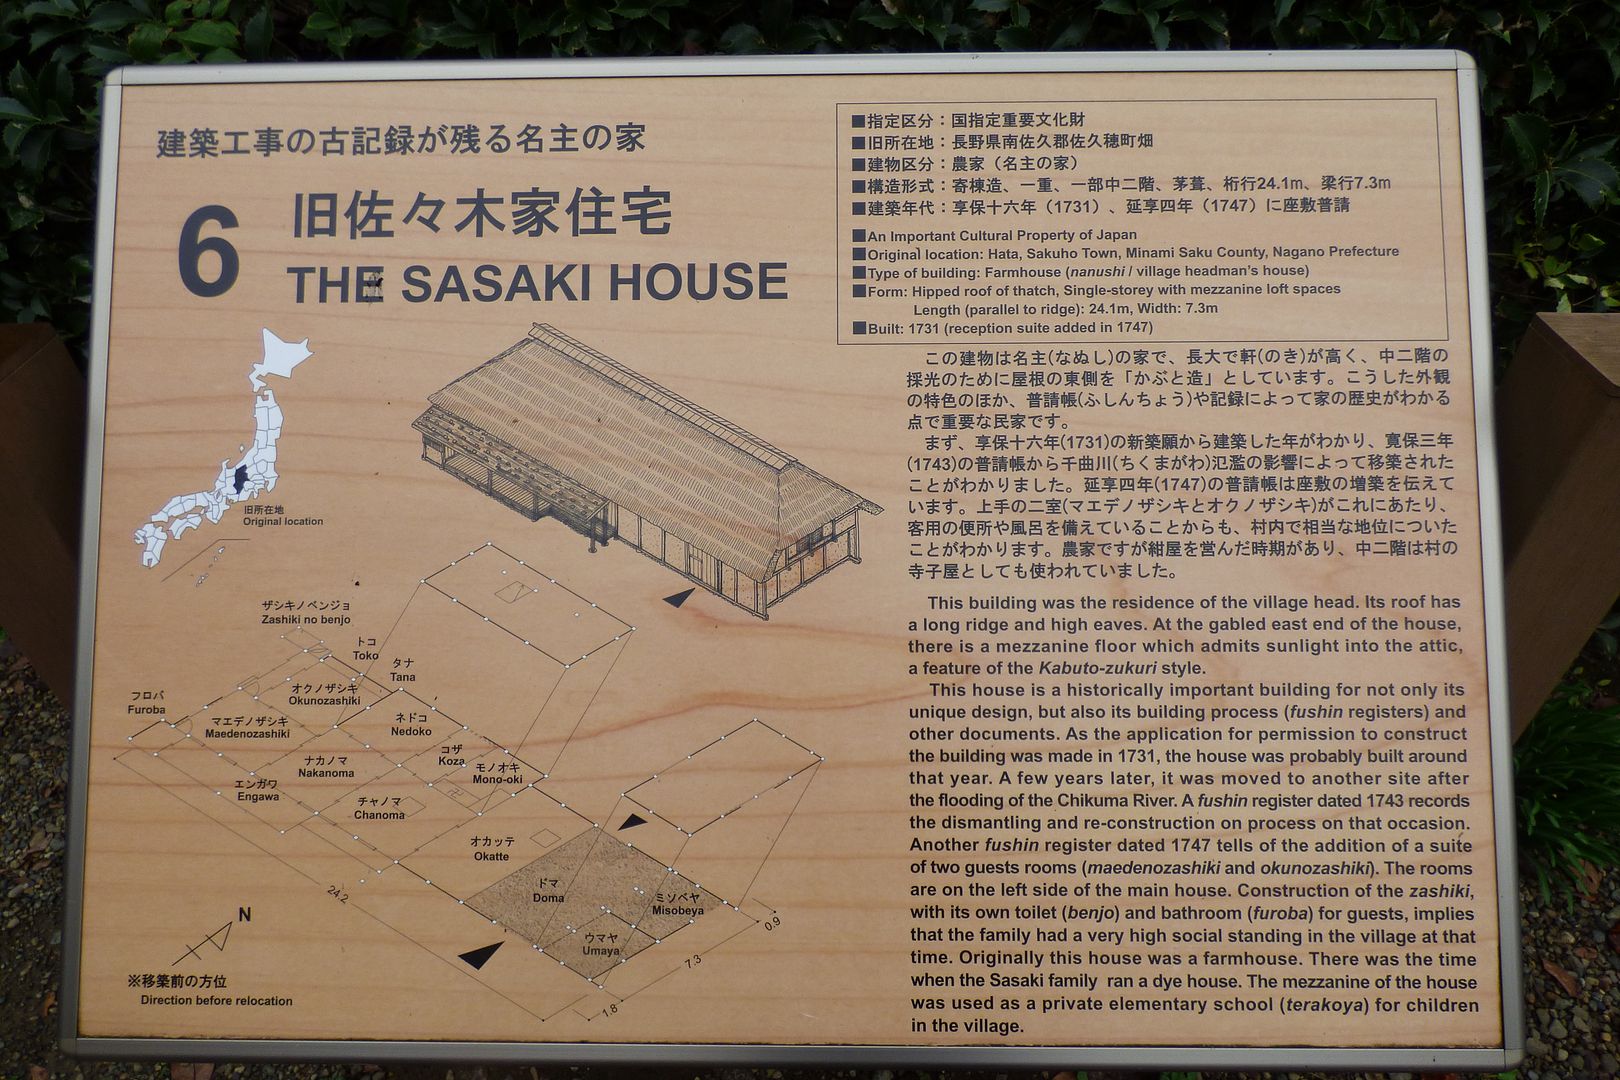 建築工事の古記録が残る名主の家
6
旧佐々木家住宅
THE SASAKI HOUSE
■指定区分：国指定重要文化財
■旧所在地：長野県南佐久郡佐久穂町畑
■建物区分：農家（名主の家）
■構造形式：寄棟造、一重、一部中二階、茅葺、桁行24.1m、梁行7.3m
■建築年代：享保十六年（1731）、延享四年（1747）に座敷普請
■An Important Cultural Property of Japan
■Original location: Hata, Sakuho Town, Minami Saku County, Nagano Prefecture
■Type of building: Farmhouse (nanushi / village headman's house)
■Form: Hipped roof of thatch, Single-storey with mezzanine loft spaces
Length (parallel to ridge): 24.1m, Width: 7.3m
■Built: 1731 (reception suite added in 1747)
この建物は名主(なぬし)の家で、長大で軒(のき)が高く、中二階の
採光のために屋根の東側を「かぶと造」としています。こうした外観
の特色のほか、普請帳(ふしんちょう)や記録によって家の歴史がわかる
点で重要な民家です。
まず、享保十六年(1731)の新築願から建築した年がわかり、寛保三年
(1743)の普請帳から千曲川(ちくまがわ)氾濫の影響によって移築された
ことがわかりました。延享四年(1747)の普請帳は座敷の増築を伝えて
います。上手の二室(マエデノザシキとオクノザシキ)がこれにあたり、
客用の便所や風呂を備えていることからも、村内で相当な地位についた
ことがわかります。農家ですが紺屋を営んだ時期があり、中二階は村の
寺子屋としても使われていました。
This building was the residence of the village head. Its roof has
a long ridge and high eaves. At the gabled east end of the house,
there is a mezzanine floor which admits sunlight into the attic,
a feature of the Kabuto-zukuri style.
This house is a historically important building for not only its
unique design, but also its building process (fushin registers) and
other documents. As the application for permission to construct
the building was made in 1731, the house was probably built around
that year. A few years later, it was moved to another site after
the flooding of the Chikuma River. A fushin register dated 1743 records
the dismantling and re-construction on process on that occasion.
Another fushin register dated 1747 tells of the addition of a suite
of two guests rooms (maedenozashiki and okunozashiki). The rooms
are on the left side of the main house. Construction of the zashiki,
with its own toilet (benjo) and bathroom (furoba) for guests, implies
that the family had a very high social standing in the village at that
time. Originally this house was a farmhouse. There was the time
when the Sasaki family ran a dye house. The mezzanine of the house
was used as a private elementary school (terakoya) for children
in the village.
旧所在地
Original location
ザシキノベンジョ
Zashiki no benjo
トコ
Toko
タナ
Tana
フロバ
Furoba
オクノザシキ
Okunozashiki
マエデノザシキ
Maedenozashiki
ネドコ
Nedoko
コザ
Koza
ナカノマ
Nakanoma
モノオキ
Mono-oki
エンガワ
Engawa
チャノマ
Chanoma
オカッテ
Okatte
ドマ
Doma
ミソベヤ
Misobeya
ウマヤ
Umaya
24.2
0.9
7.3
1.8
N
※移築前の方位
Direction before relocation